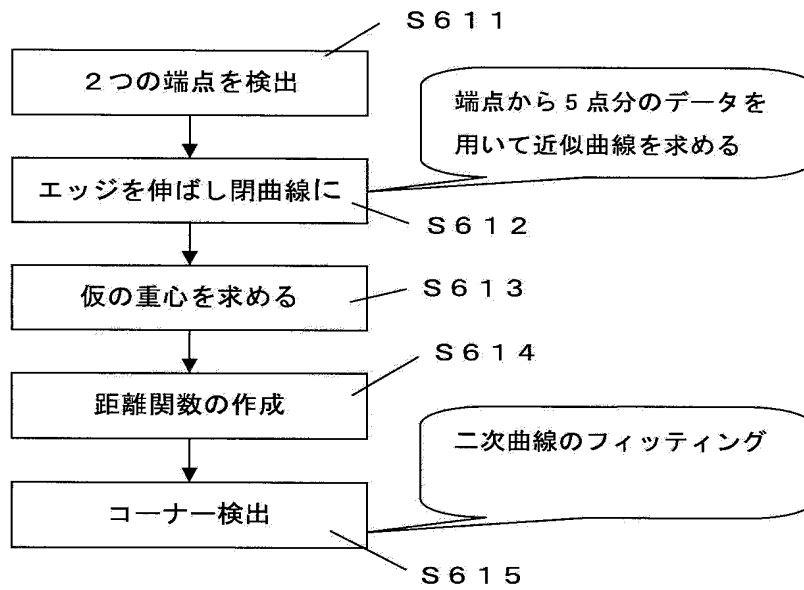 S611
2つの端点を検出
端点から5点分のデータを
用いて近似曲線を求める
エッジを伸ばし閉曲線に
S612
仮の重心を求める
S613
S614
距離関数の作成
二次曲線のフィッティング
コーナー検出
S615